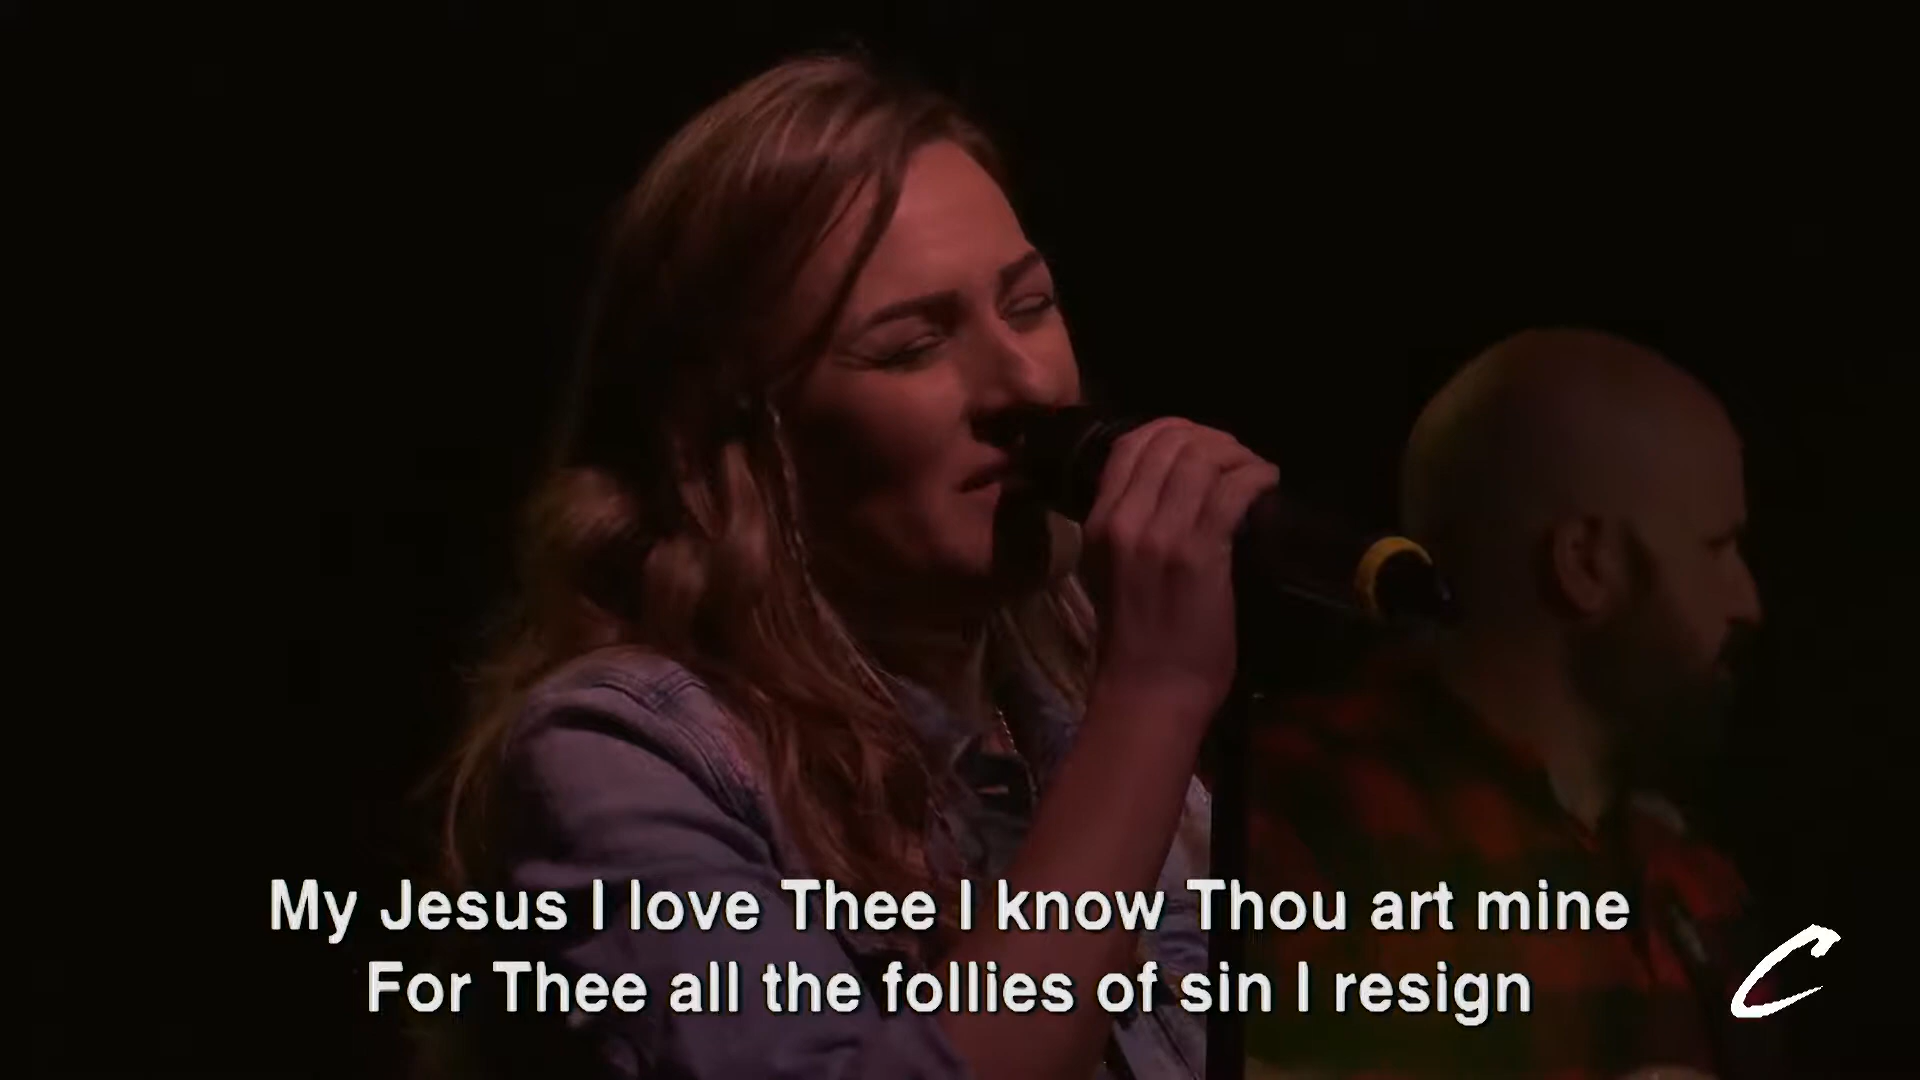 My Jesus I love Thee I know Thou art mine
For Thee all the follies of sin I resign
C